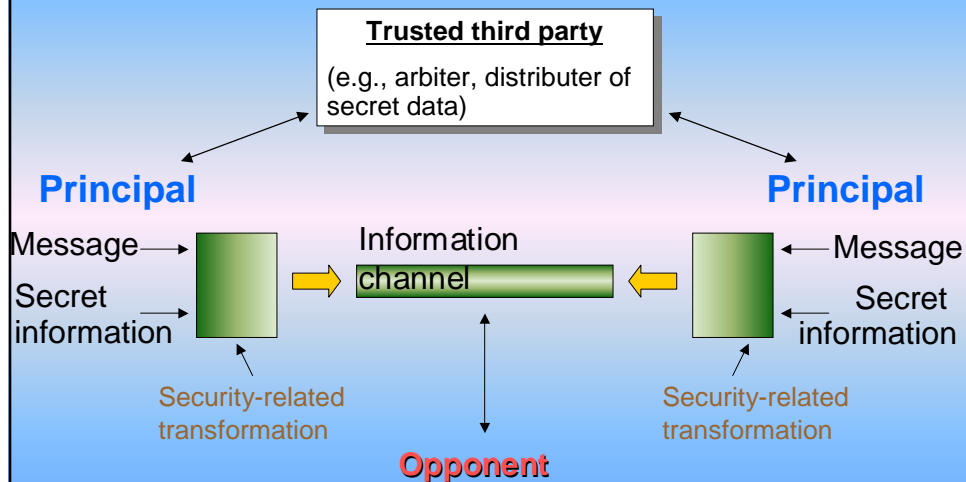 Trusted third party
(e.g., arbiter, distributer of
secret data)
Principal
Principal
Message
Secret
information
Information
channel
Message
Secret
information
Security-related
transformation
Security-related
transformation
Opponent